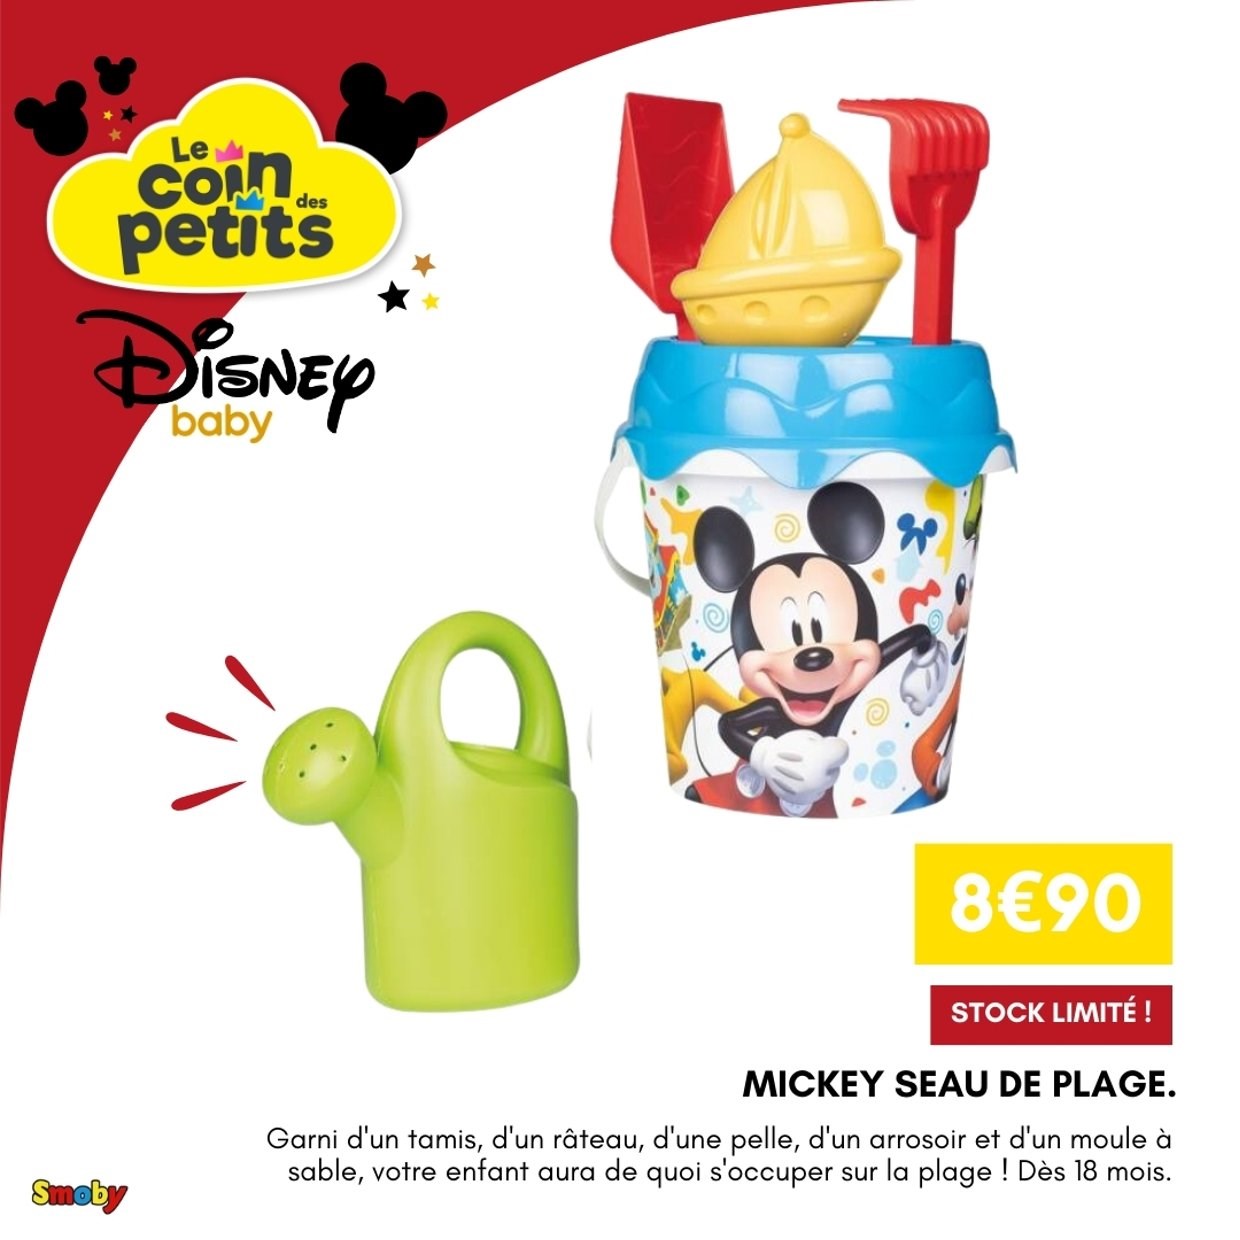 Le
coin des
petits
Disney
baby
8€90
STOCK LIMITÉ !
MICKEY SEAU DE PLAGE.
Garni d'un tamis, d'un râteau, d'une pelle, d'un arrosoir et d'un moule à
sable, votre enfant aura de quoi s'occuper sur la plage ! Dès 18 mois.
Smoby